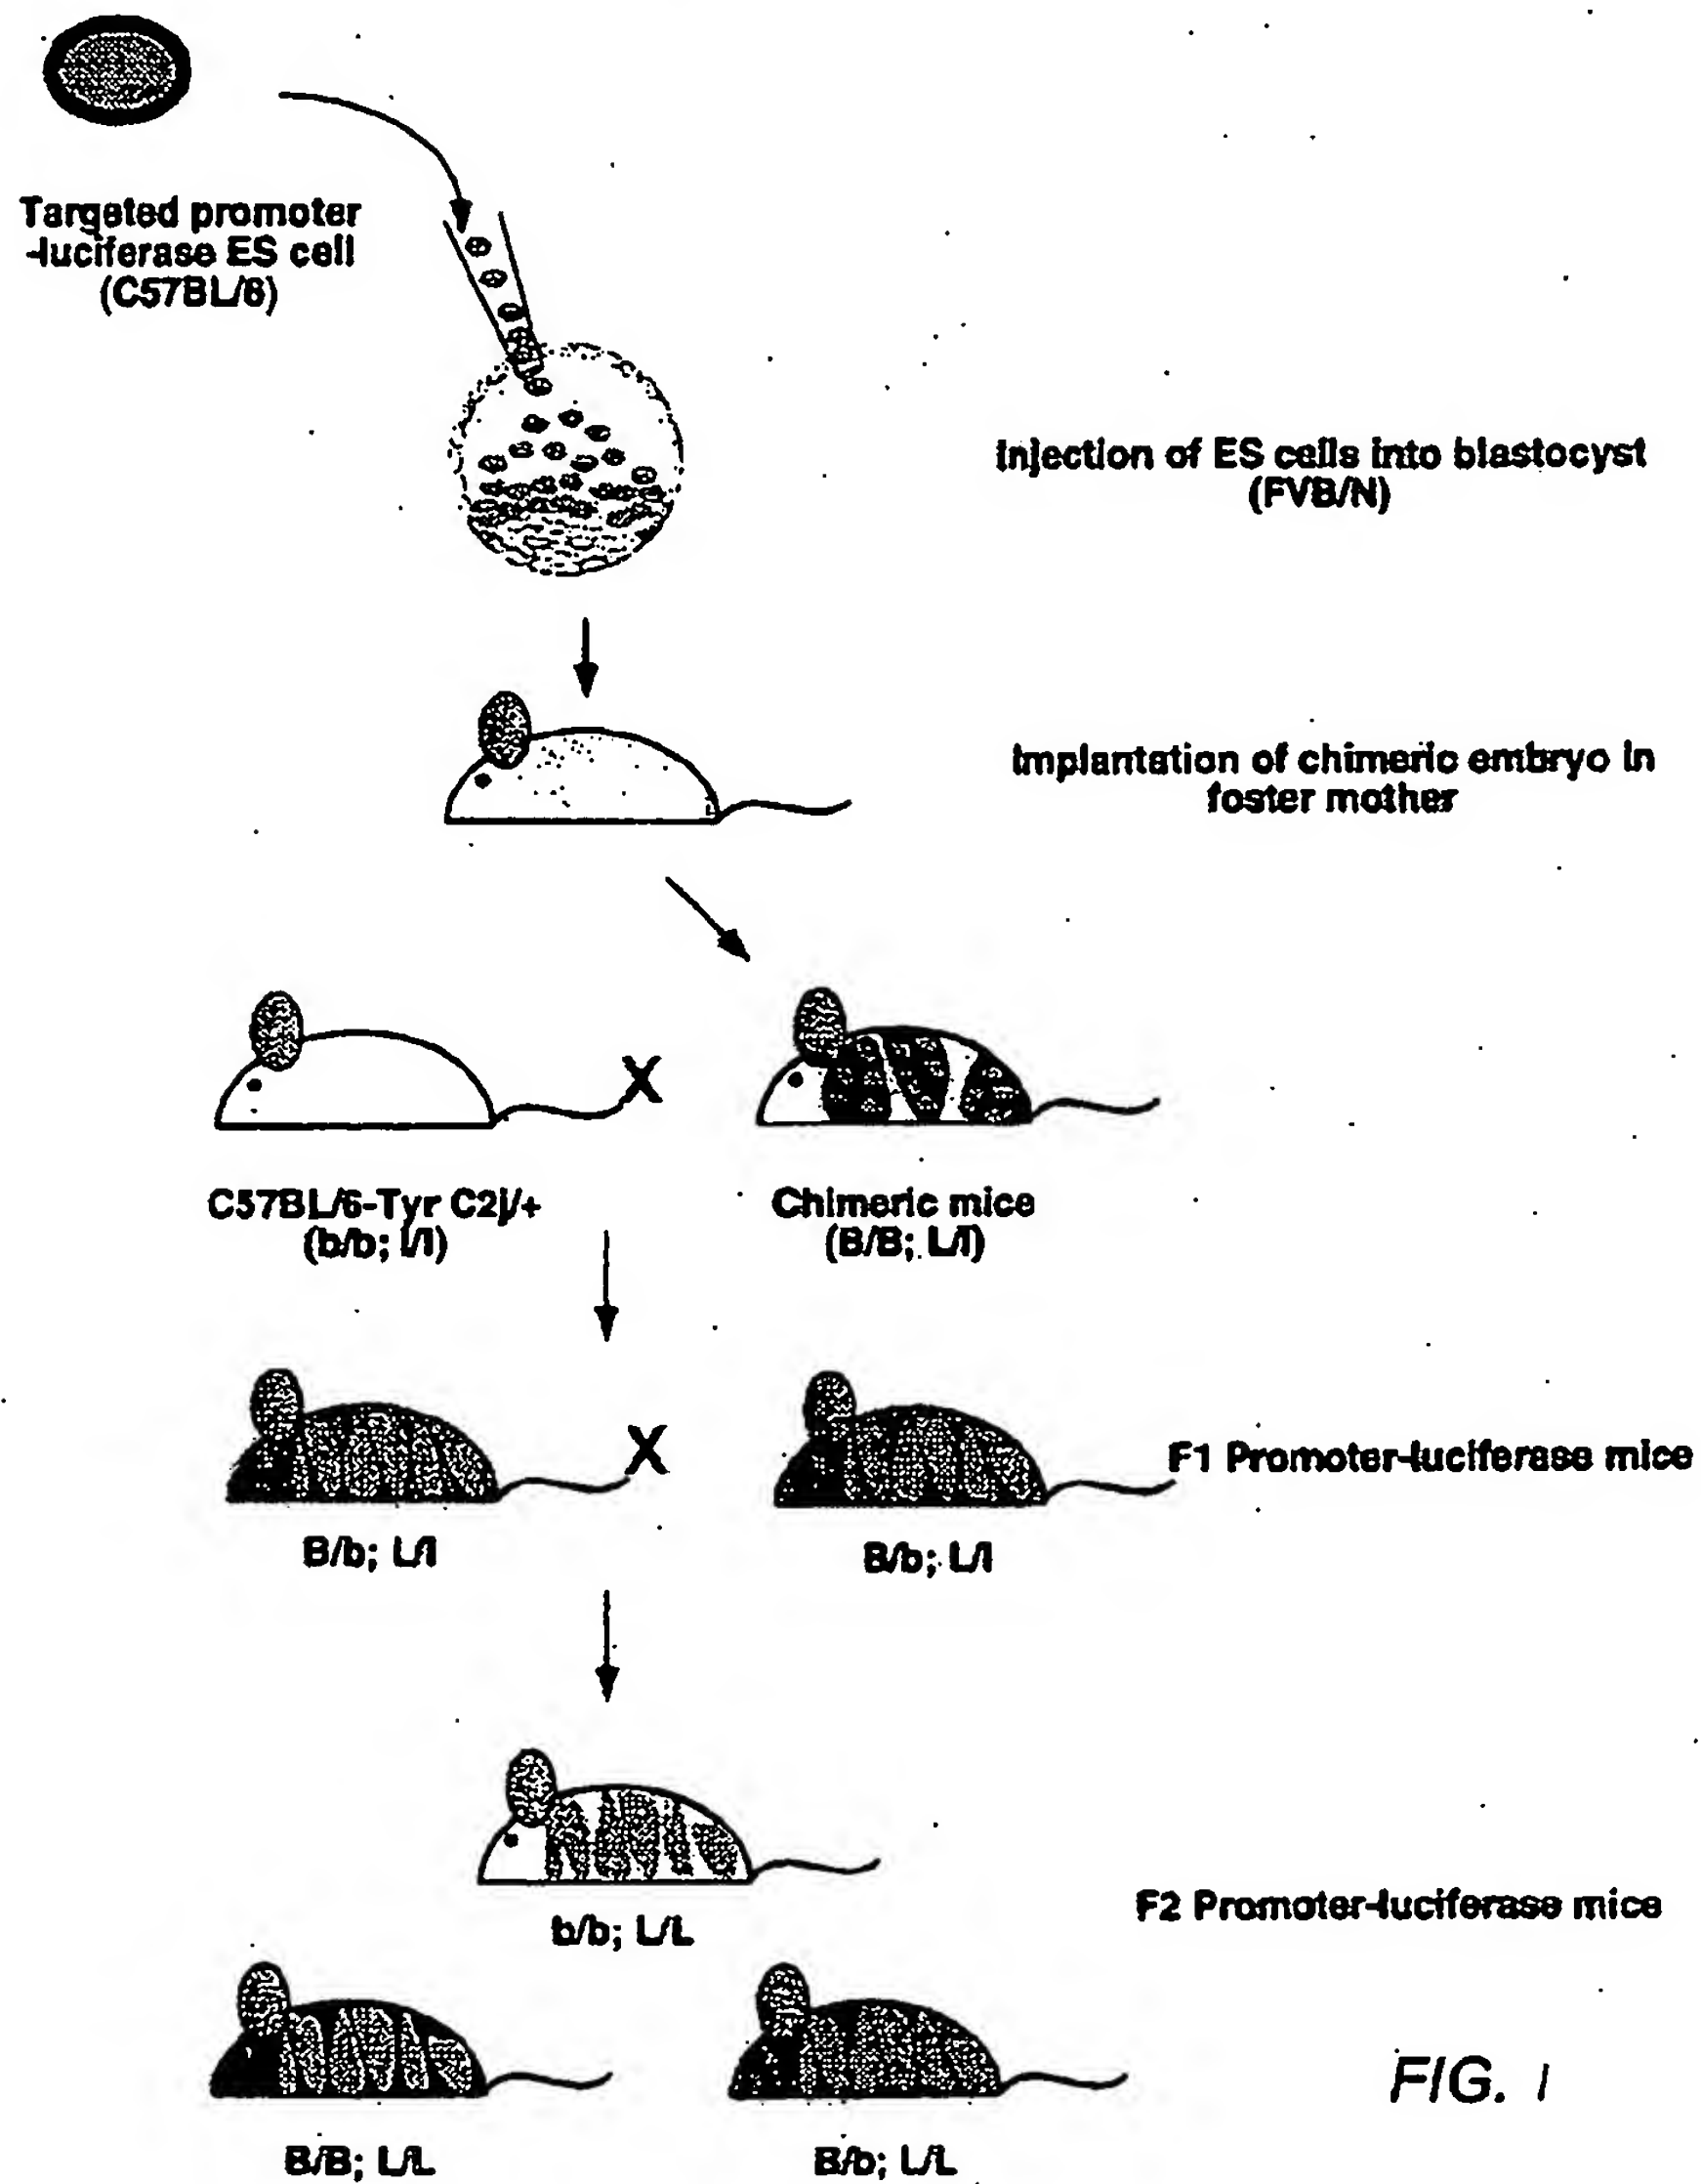 Targeted promoter
-luciferase ES cell
(C57BL/6)
Injection of ES cells into blastocyst
(FVB/N)
Implantation of chimeric embryo in
foster mother
X
C57BL/6-Tyr C2j/+
(b/b; l/l)
Chimeric mice
(B/B; L/l)
X
F1 Promoter-luciferase mice
B/b; L/l
B/b; L/l
b/b; L/L
F2 Promoter-luciferase mice
B/B; L/L
B/b; L/L
FIG. 1